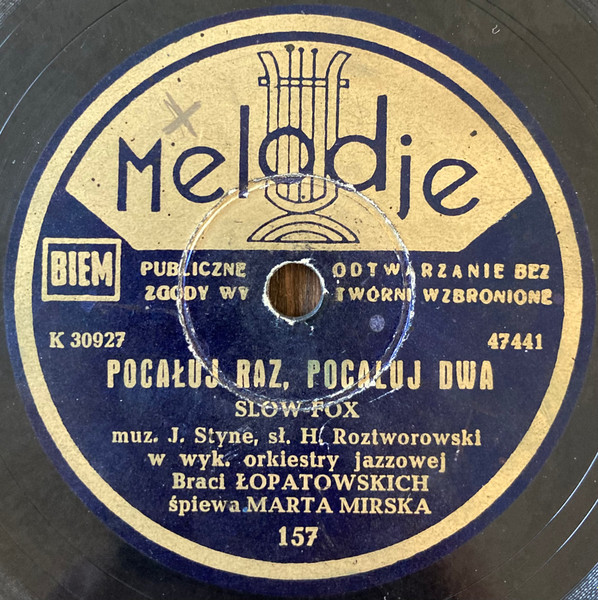 Melodje
BIEM
PUBLICZNE ODTWARZANIE BEZ
ZGODY WYTWÓRNI WZBRONIONE
K 30927 47441
POCAŁUJ RAZ, POCAŁUJ DWA
SLOW-FOX
muz. J. Styne, sł. H. Roztworowski
w wyk. orkiestry jazzowej
Braci ŁOPATOWSKICH
śpiewa MARTA MIRSKA
157